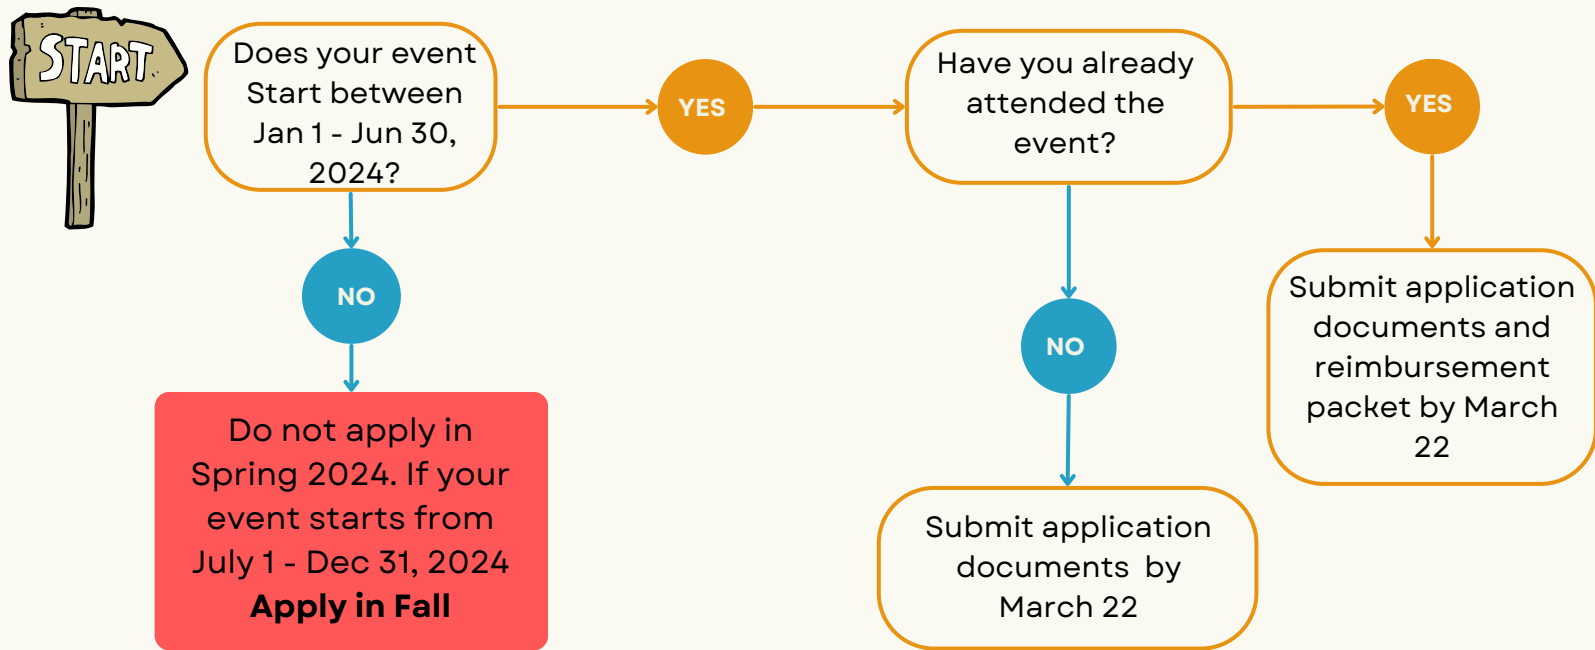 START
Does your event
Start between
Jan 1 - Jun 30,
2024?
YES
Have you already
attended the
event?
YES
NO
Do not apply in
Spring 2024. If your
event starts from
July 1 - Dec 31, 2024
Apply in Fall
NO
Submit application
documents by
March 22
Submit application
documents and
reimbursement
packet by March
22